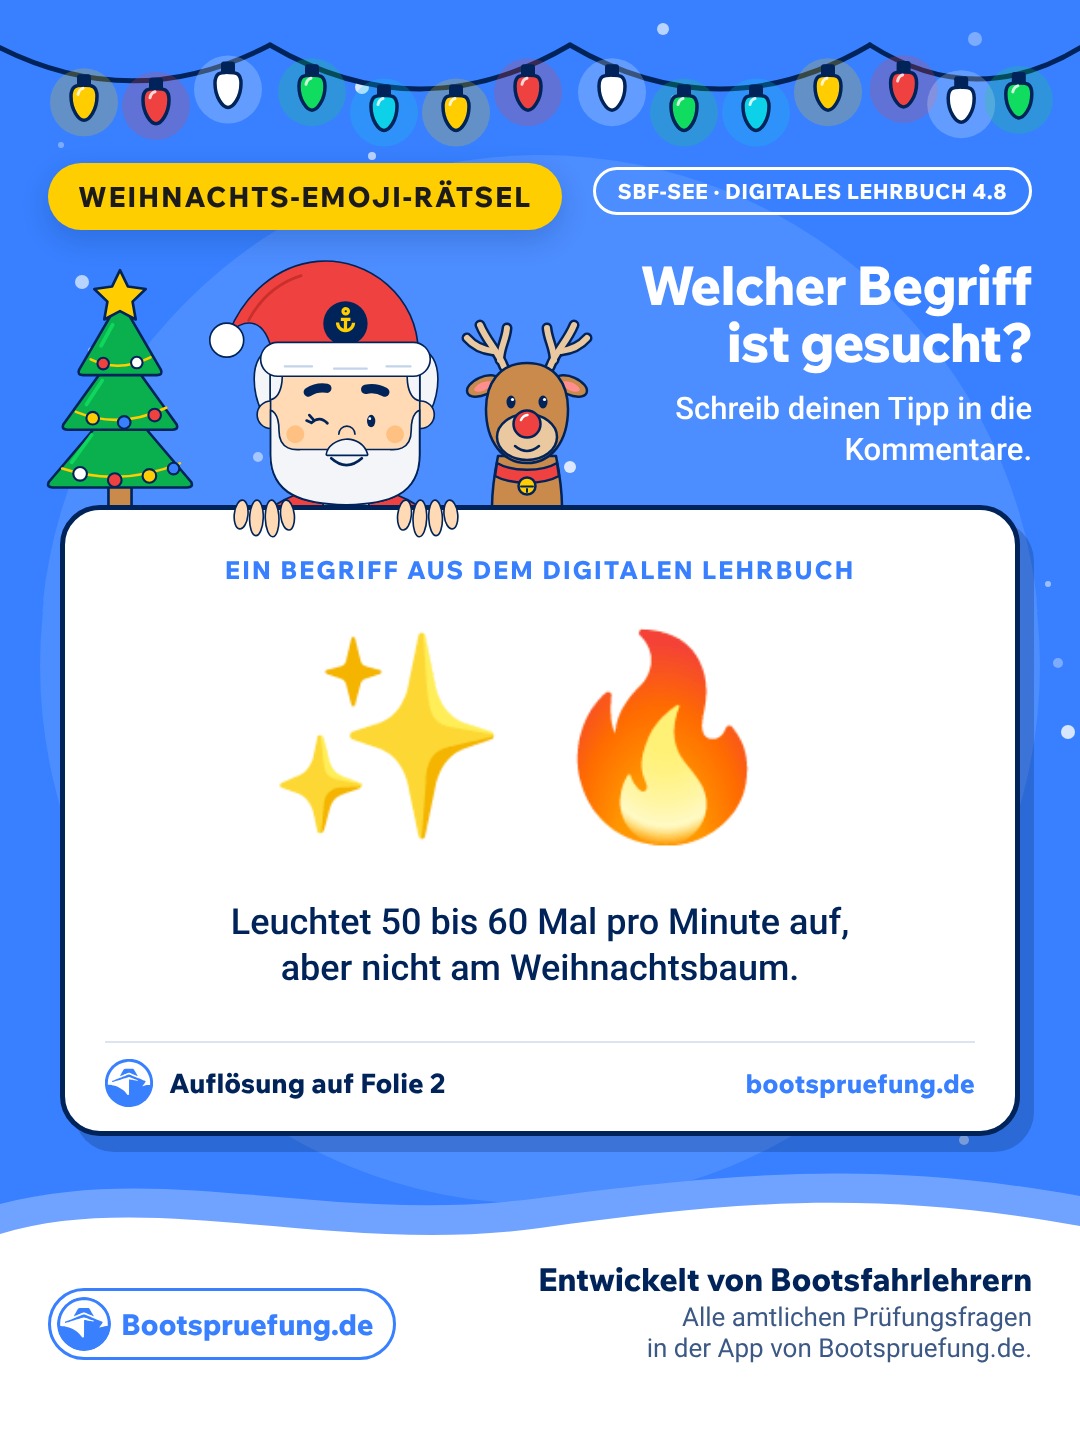 WEIHNACHTS-EMOJI-RÄTSEL
SBF-SEE · DIGITALES LEHRBUCH 4.8
Welcher Begriff
ist gesucht?
Schreib deinen Tipp in die
Kommentare.
EIN BEGRIFF AUS DEM DIGITALEN LEHRBUCH
Leuchtet 50 bis 60 Mal pro Minute auf,
aber nicht am Weihnachtsbaum.
Auflösung auf Folie 2
bootspruefung.de
Entwickelt von Bootsfahrlehrern
Alle amtlichen Prüfungsfragen
in der App von Bootspruefung.de.
Bootspruefung.de